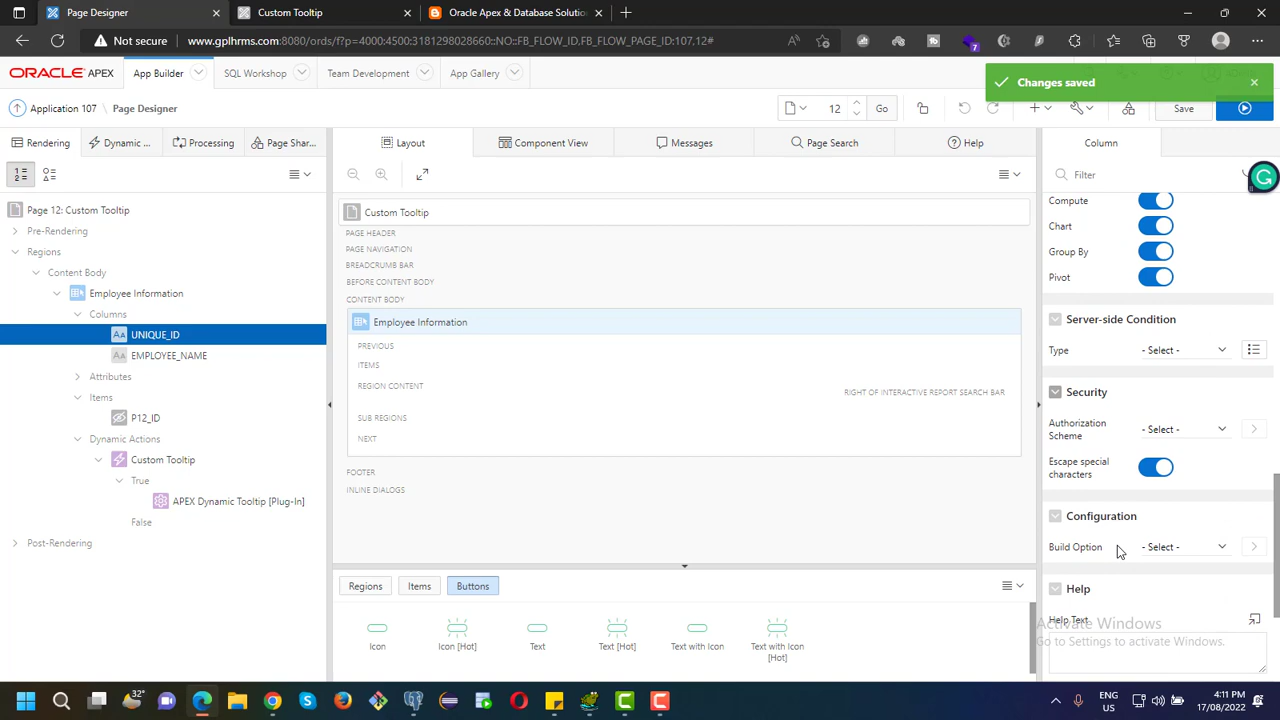 Page Designer
Custom Tooltip
Oracle Apex & Database Solution
Not secure
www.gplhrms.com:8080/ords/f?p=4000:4500:3181298028660::NO::FB_FLOW_ID,FB_FLOW_PAGE_ID:107,12#
7
ORACLE APEX
App Builder
SQL Workshop
Team Development
App Gallery
Changes saved
Application 107
Page Designer
12
Go
Save
Rendering
Dynamic ...
Processing
Page Shar...
Layout
Component View
Messages
Page Search
Help
Column
Filter
Page 12: Custom Tooltip
Pre-Rendering
Regions
Content Body
Employee Information
Columns
UNIQUE_ID
EMPLOYEE_NAME
Attributes
Items
P12_ID
Dynamic Actions
Custom Tooltip
True
APEX Dynamic Tooltip [Plug-In]
False
Post-Rendering
Custom Tooltip
PAGE HEADER
PAGE NAVIGATION
BREADCRUMB BAR
BEFORE CONTENT BODY
CONTENT BODY
Employee Information
PREVIOUS
ITEMS
REGION CONTENT
RIGHT OF INTERACTIVE REPORT SEARCH BAR
SUB REGIONS
NEXT
FOOTER
INLINE DIALOGS
Regions
Items
Buttons
Icon
Icon [Hot]
Text
Text [Hot]
Text with Icon
Text with Icon
[Hot]
Compute
Chart
Group By
Pivot
Server-side Condition
Type
- Select -
Security
Authorization
Scheme
- Select -
Escape special
characters
Configuration
Build Option
- Select -
Help
Help Text
Activate Windows
Go to Settings to activate Windows.
32°
ENG
US
4:11 PM
17/08/2022